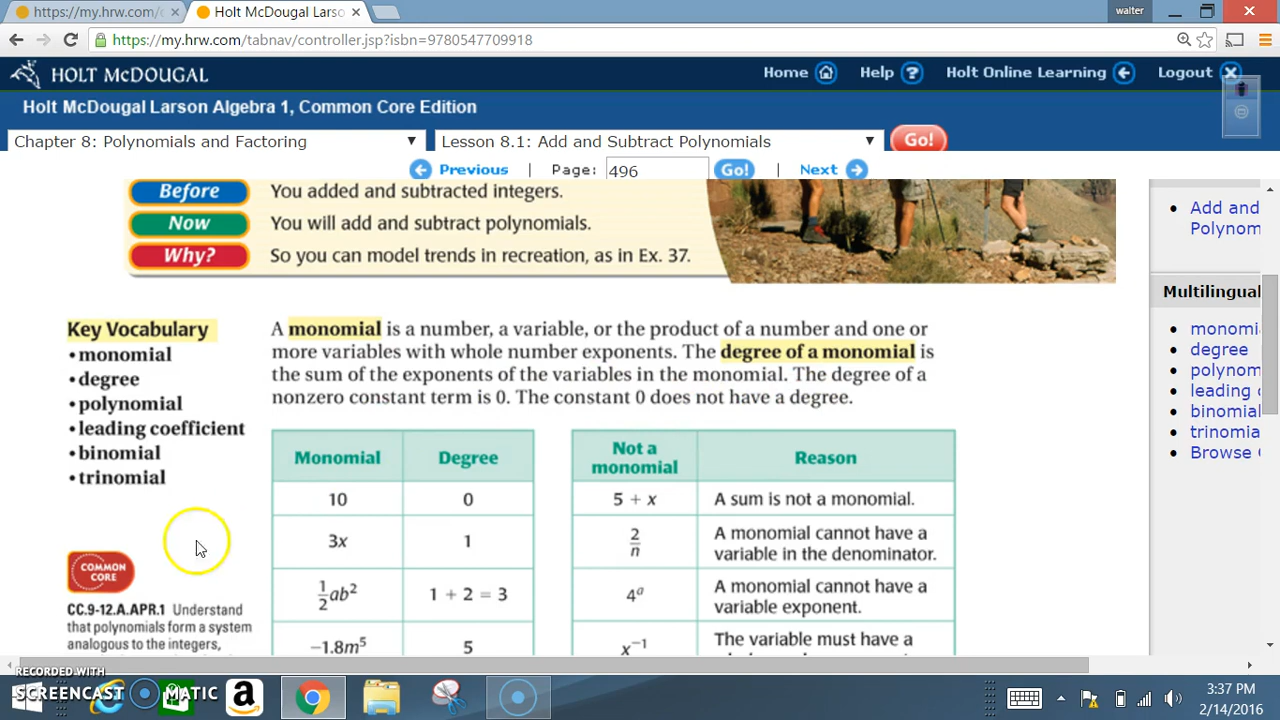 https://my.hrw.com/
Holt McDougal Larson
walter
https://my.hrw.com/tabnav/controller.jsp?isbn=9780547709918
HOLT MCDOUGAL
Home
Help ?
Holt Online Learning
Logout
Holt McDougal Larson Algebra 1, Common Core Edition
Chapter 8: Polynomials and Factoring
Lesson 8.1: Add and Subtract Polynomials
Go!
Previous | Page: 496 Go! | Next
Before You added and subtracted integers.
Now You will add and subtract polynomials.
Why? So you can model trends in recreation, as in Ex. 37.
• Add and
Polynom
Multilingual
• monomi
• degree
• polynom
• leading
• binomial
• trinomia
• Browse
Key Vocabulary
• monomial
• degree
• polynomial
• leading coefficient
• binomial
• trinomial
A monomial is a number, a variable, or the product of a number and one or
more variables with whole number exponents. The degree of a monomial is
the sum of the exponents of the variables in the monomial. The degree of a
nonzero constant term is 0. The constant 0 does not have a degree.
Monomial Degree
10 0
3x 1
1/2 ab² 1 + 2 = 3
−1.8m⁵ 5
Not a monomial Reason
5 + x A sum is not a monomial.
2/n A monomial cannot have a
variable in the denominator.
4ᵃ A monomial cannot have a
variable exponent.
x⁻¹ The variable must have a
COMMON
CORE
CC.9-12.A.APR.1 Understand
that polynomials form a system
analogous to the integers,
RECORDED WITH
SCREENCAST MATIC
3:37 PM
2/14/2016